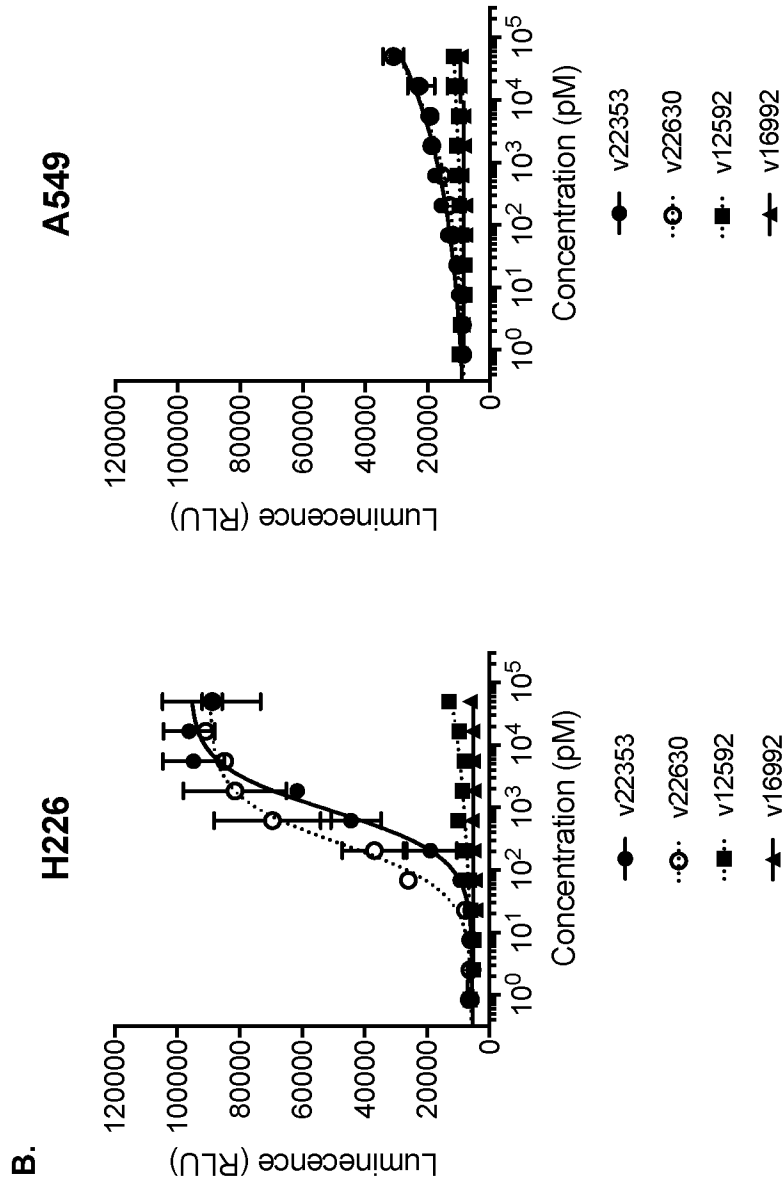 B.
H226
Luminecence (RLU)
120000
100000
80000
60000
40000
20000
0
10^0 10^1 10^2 10^3 10^4 10^5
Concentration (pM)
v22353
v22630
v12592
v16992
A549
Luminecence (RLU)
120000
100000
80000
60000
40000
20000
0
10^0 10^1 10^2 10^3 10^4 10^5
Concentration (pM)
v22353
v22630
v12592
v16992